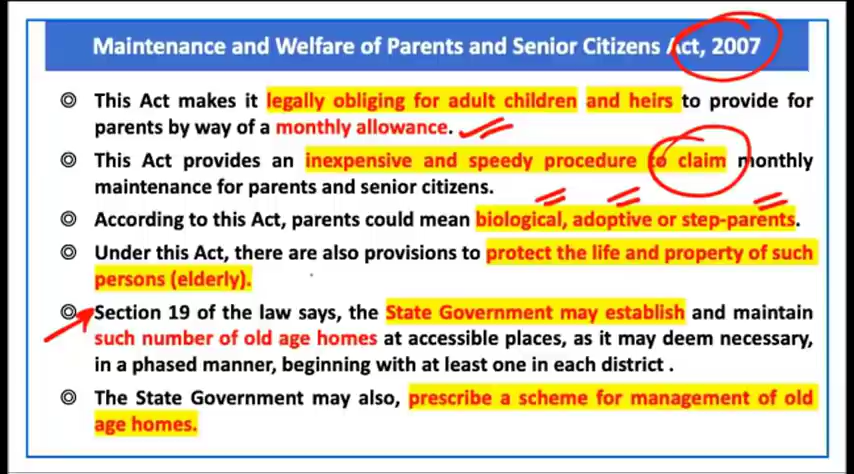 Maintenance and Welfare of Parents and Senior Citizens Act, 2007
◎ This Act makes it legally obliging for adult children and heirs to provide for
parents by way of a monthly allowance.
◎ This Act provides an inexpensive and speedy procedure to claim monthly
maintenance for parents and senior citizens.
◎ According to this Act, parents could mean biological, adoptive or step-parents.
◎ Under this Act, there are also provisions to protect the life and property of such
persons (elderly).
◎ Section 19 of the law says, the State Government may establish and maintain
such number of old age homes at accessible places, as it may deem necessary,
in a phased manner, beginning with at least one in each district .
◎ The State Government may also, prescribe a scheme for management of old
age homes.